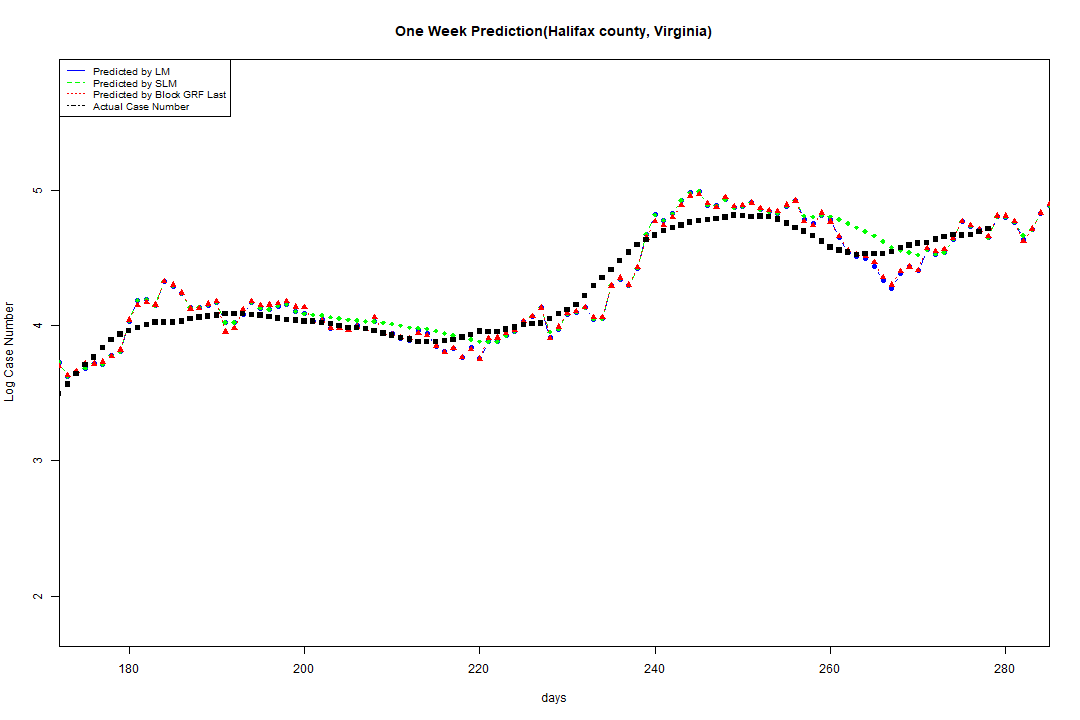 One Week Prediction(Halifax county, Virginia)
Predicted by LM
Predicted by SLM
Predicted by Block GRF Last
Actual Case Number
5
4
3
2
Log Case Number
180 200 220 240 260 280
days